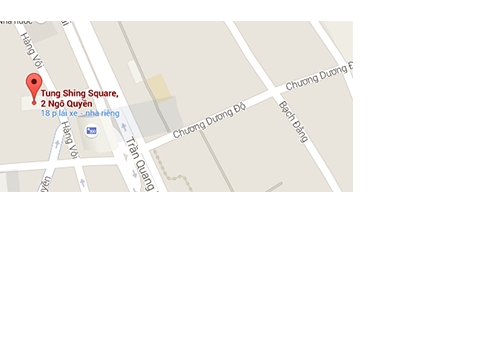 Hàng Vôi
Tung Shing Square,
2 Ngô Quyền
18 p lái xe - nhà riêng
Hàng Vôi
Trần Quang
Chương Dương Độ
Chương Dương Đ
Bạch Đằng